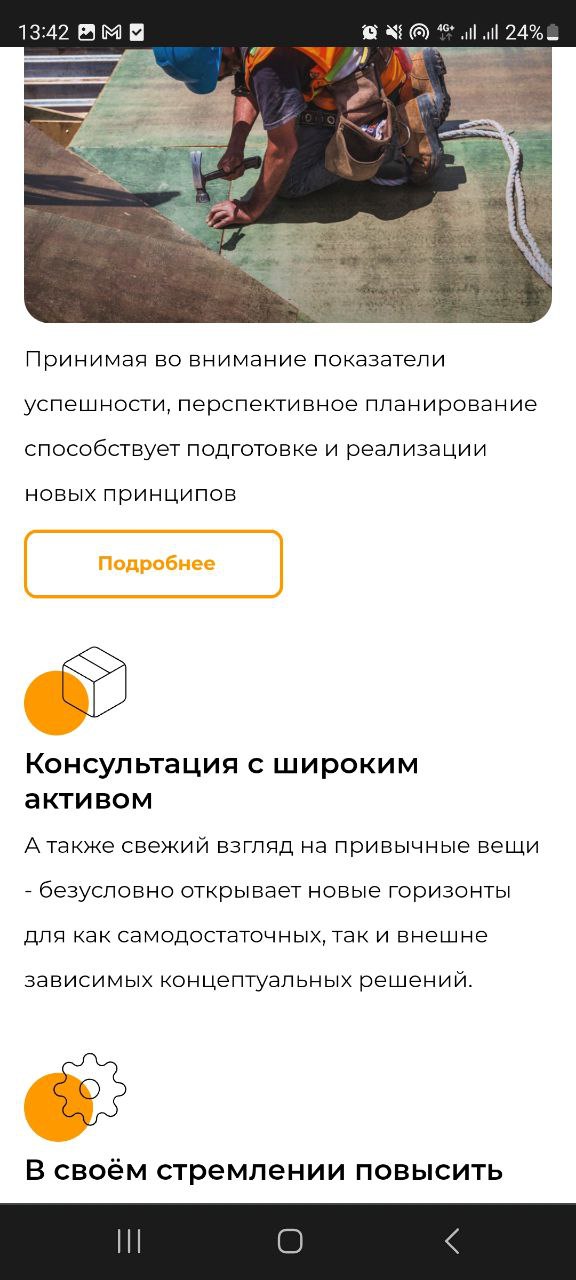 13:42 4G+ 24%
Принимая во внимание показатели
успешности, перспективное планирование
способствует подготовке и реализации
новых принципов
Подробнее
Консультация с широким
активом
А также свежий взгляд на привычные вещи
- безусловно открывает новые горизонты
для как самодостаточных, так и внешне
зависимых концептуальных решений.
В своём стремлении повысить